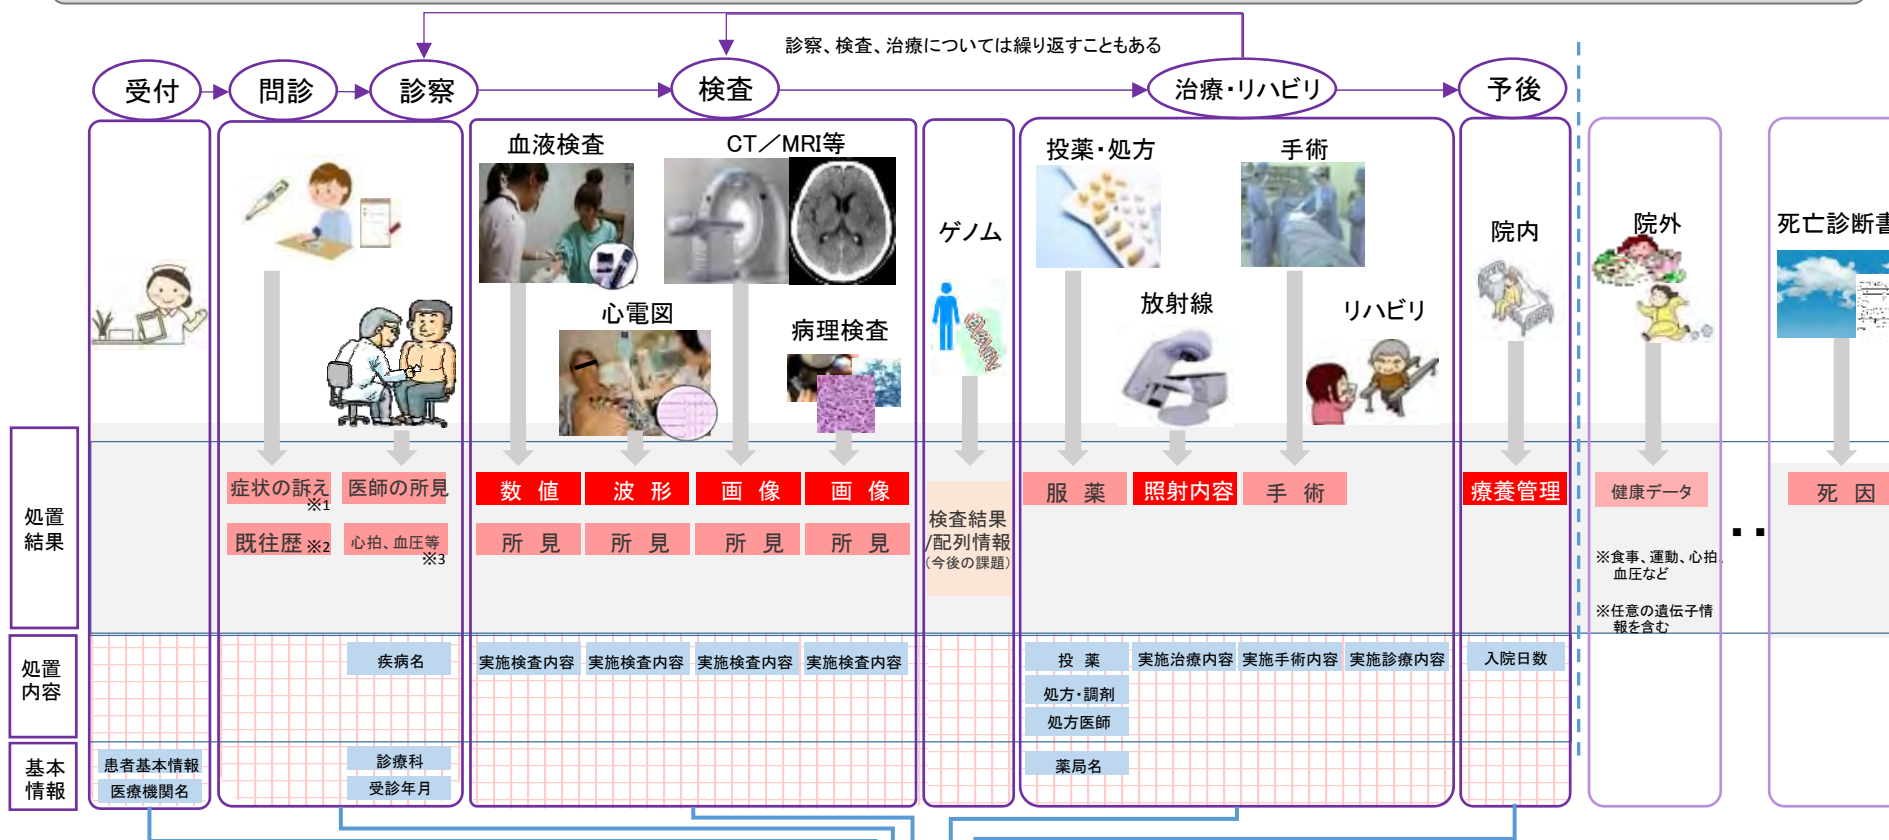 診察、検査、治療については繰り返すこともある
受付
問診
診察
検査
治療・リハビリ
予後
血液検査
CT／MRI等
心電図
病理検査
ゲノム
投薬・処方
手術
放射線
リハビリ
院内
院外
死亡診断書
処置
結果
症状の訴え
※1
医師の所見
既往歴 ※2
心拍、血圧等
※3
数 値
波 形
画 像
画 像
所 見
所 見
所 見
所 見
検査結果
/配列情報
（今後の課題）
服 薬
照射内容
手 術
療養管理
健康データ
※食事、運動、心拍、
血圧など
※任意の遺伝子情
報を含む
・・
死 因
処置
内容
疾病名
実施検査内容
実施検査内容
実施検査内容
実施検査内容
投 薬
実施治療内容
実施手術内容
実施診療内容
入院日数
処方・調剤
処方医師
基本
情報
患者基本情報
医療機関名
診療科
受診年月
薬局名